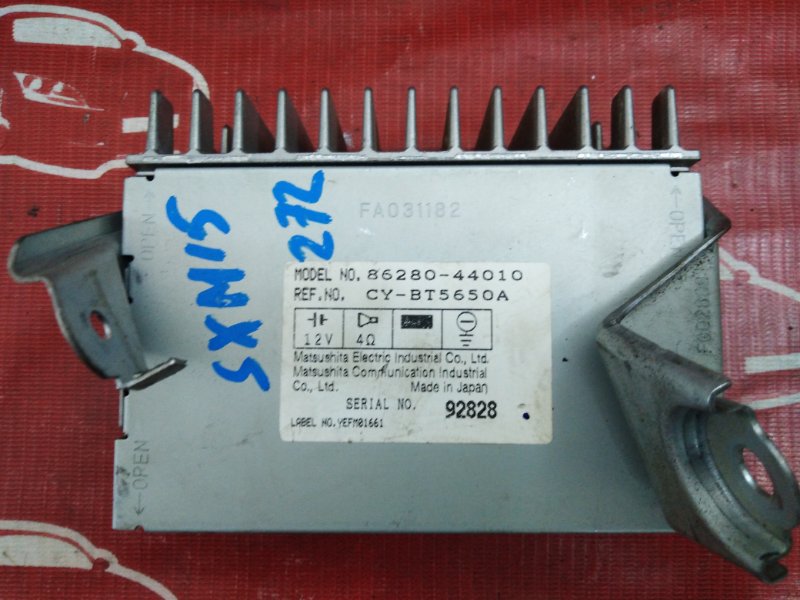 FA031182
←OPEN
←OPEN
←OPEN
SXM15
272
MODEL NO. 86280-44010
REF.NO. CY-BT5650A
12V 4Ω
Matsushita Electric Industrial Co., Ltd.
Matsushita Communication Industrial
Co., Ltd. Made in Japan
SERIAL NO. 92828
LABEL NO.YEFM01661